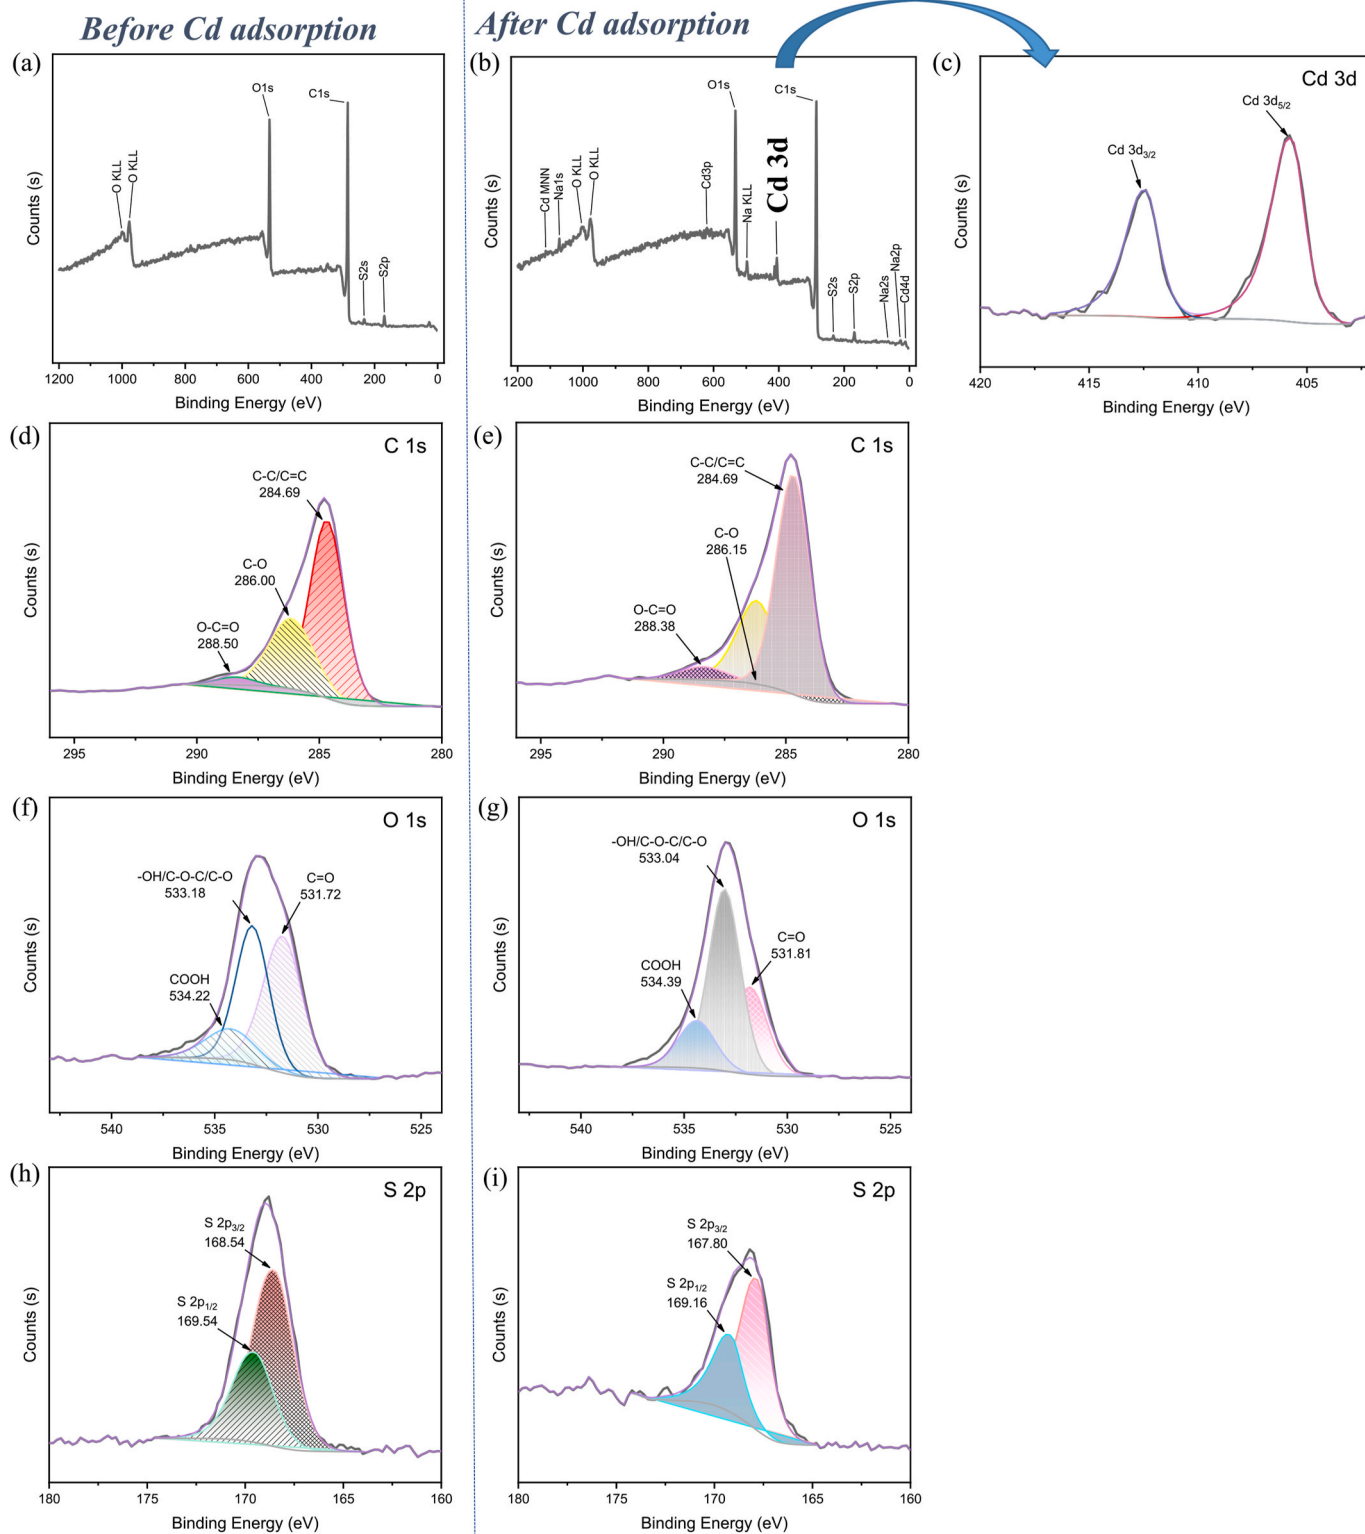 Before Cd adsorption
After Cd adsorption
(a)
O1s
C1s
O KLL
O KLL
S2s
S2p
Counts (s)
1200
1000
800
600
400
200
0
Binding Energy (eV)
(b)
O1s
C1s
Cd MNN
Na1s
O KLL
O KLL
Cd3p
Na KLL
Cd 3d
S2s
S2p
Na2s
Na2p
Cd4d
Counts (s)
1200
1000
800
600
400
200
0
Binding Energy (eV)
(c)
Cd 3d
Cd 3d5/2
Cd 3d3/2
Counts (s)
420
415
410
405
Binding Energy (eV)
(d)
C 1s
C-C/C=C
284.69
C-O
286.00
O-C=O
288.50
Counts (s)
295
290
285
280
Binding Energy (eV)
(e)
C 1s
C-C/C=C
284.69
C-O
286.15
O-C=O
288.38
Counts (s)
295
290
285
280
Binding Energy (eV)
(f)
O 1s
-OH/C-O-C/C-O
533.18
C=O
531.72
COOH
534.22
Counts (s)
540
535
530
525
Binding Energy (eV)
(g)
O 1s
-OH/C-O-C/C-O
533.04
C=O
531.81
COOH
534.39
Counts (s)
540
535
530
525
Binding Energy (eV)
(h)
S 2p
S 2p3/2
168.54
S 2p1/2
169.54
Counts (s)
180
175
170
165
160
Binding Energy (eV)
(i)
S 2p
S 2p3/2
167.80
S 2p1/2
169.16
Counts (s)
180
175
170
165
160
Binding Energy (eV)